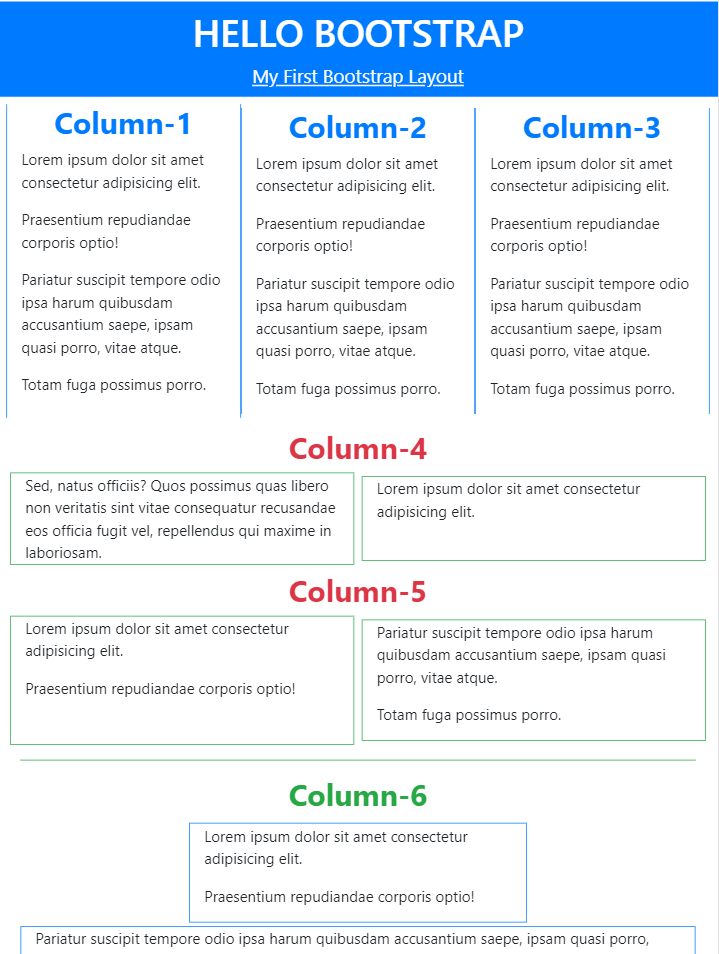 HELLO BOOTSTRAP
My First Bootstrap Layout
Column-1
Lorem ipsum dolor sit amet
consectetur adipisicing elit.
Praesentium repudiandae
corporis optio!
Pariatur suscipit tempore odio
ipsa harum quibusdam
accusantium saepe, ipsam
quasi porro, vitae atque.
Totam fuga possimus porro.
Column-2
Lorem ipsum dolor sit amet
consectetur adipisicing elit.
Praesentium repudiandae
corporis optio!
Pariatur suscipit tempore odio
ipsa harum quibusdam
accusantium saepe, ipsam
quasi porro, vitae atque.
Totam fuga possimus porro.
Column-3
Lorem ipsum dolor sit amet
consectetur adipisicing elit.
Praesentium repudiandae
corporis optio!
Pariatur suscipit tempore odio
ipsa harum quibusdam
accusantium saepe, ipsam
quasi porro, vitae atque.
Totam fuga possimus porro.
Column-4
Sed, natus officiis? Quos possimus quas libero
non veritatis sint vitae consequatur recusandae
eos officia fugit vel, repellendus qui maxime in
laboriosam.
Lorem ipsum dolor sit amet consectetur
adipisicing elit.
Column-5
Lorem ipsum dolor sit amet consectetur
adipisicing elit.
Praesentium repudiandae corporis optio!
Pariatur suscipit tempore odio ipsa harum
quibusdam accusantium saepe, ipsam quasi
porro, vitae atque.
Totam fuga possimus porro.
Column-6
Lorem ipsum dolor sit amet consectetur
adipisicing elit.
Praesentium repudiandae corporis optio!
Pariatur suscipit tempore odio ipsa harum quibusdam accusantium saepe, ipsam quasi porro,